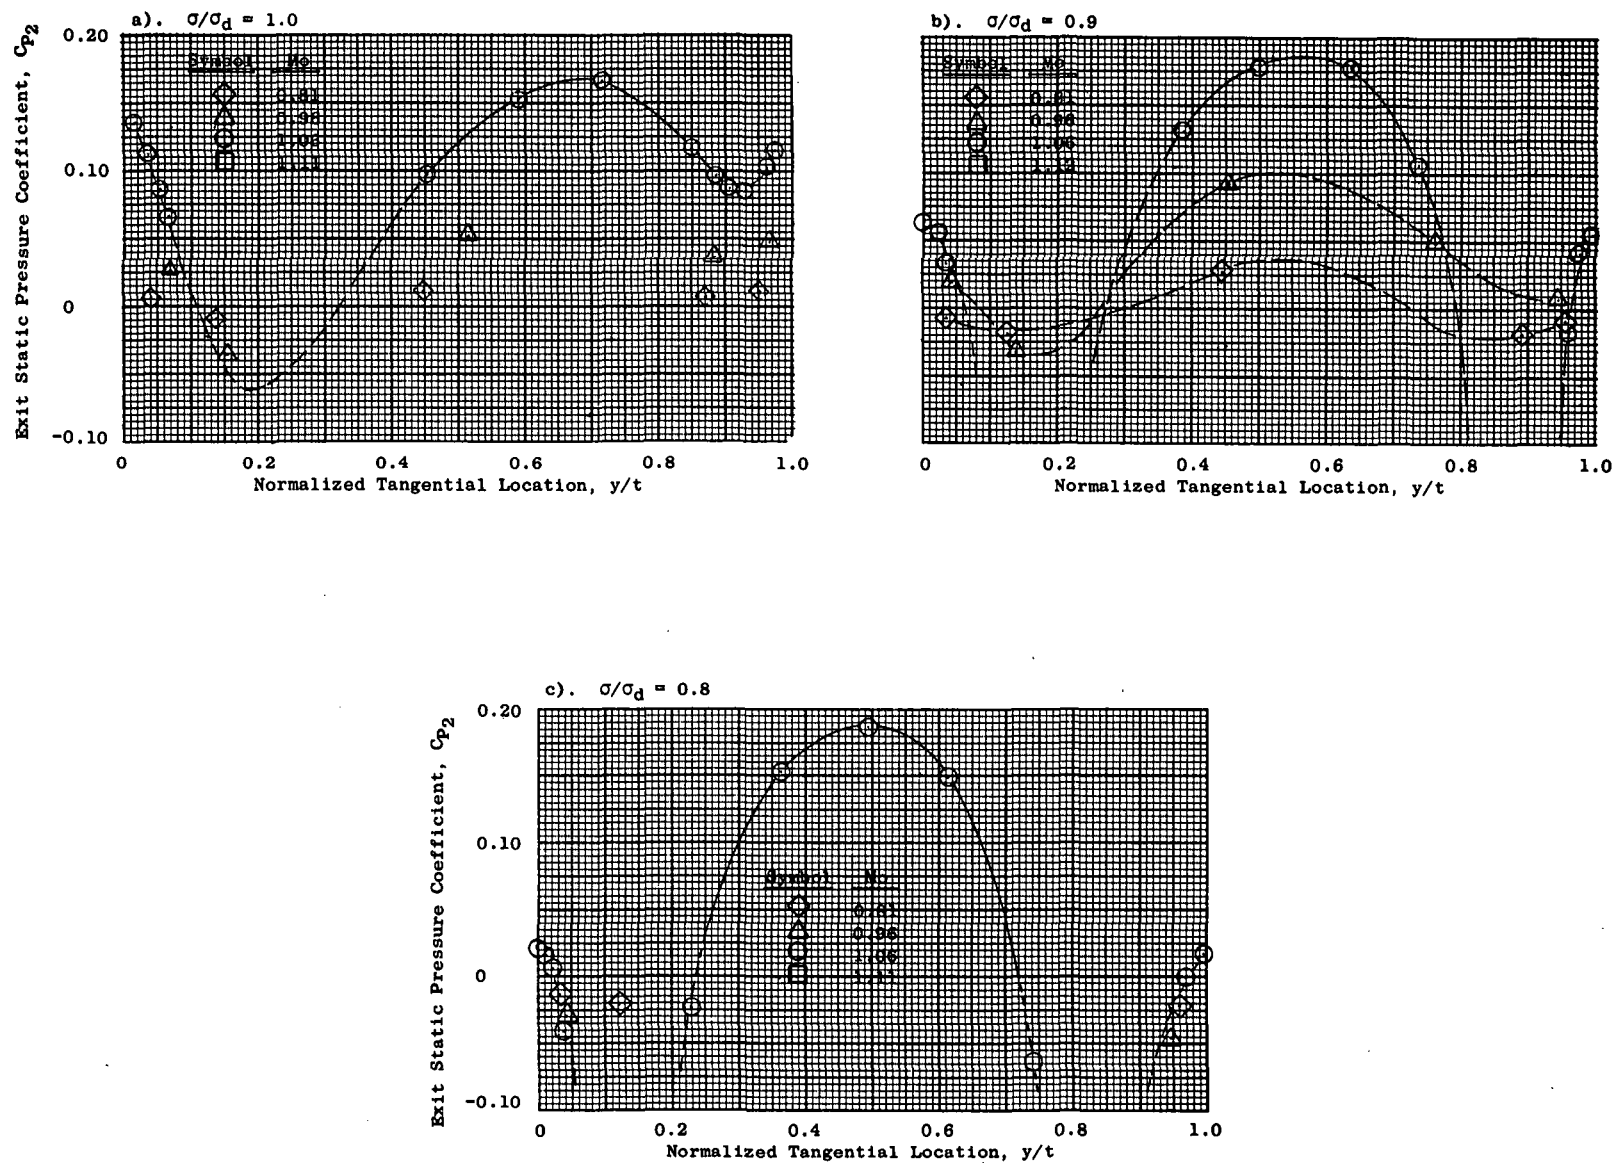 a). σ/σd = 1.0
Exit Static Pressure Coefficient, CP2
0.20
0.10
0
-0.10
Symbol Mo
0.81
0.98
1.06
1.11
0 0.2 0.4 0.6 0.8 1.0
Normalized Tangential Location, y/t
b). σ/σd = 0.9
Symbol Mo
0.81
0.98
1.06
0 0.2 0.4 0.6 0.8 1.0
Normalized Tangential Location, y/t
c). σ/σd = 0.8
Exit Static Pressure Coefficient, CP2
0.20
0.10
0
-0.10
Symbol Mo
0.81
0.96
1.06
1.11
0 0.2 0.4 0.6 0.8 1.0
Normalized Tangential Location, y/t